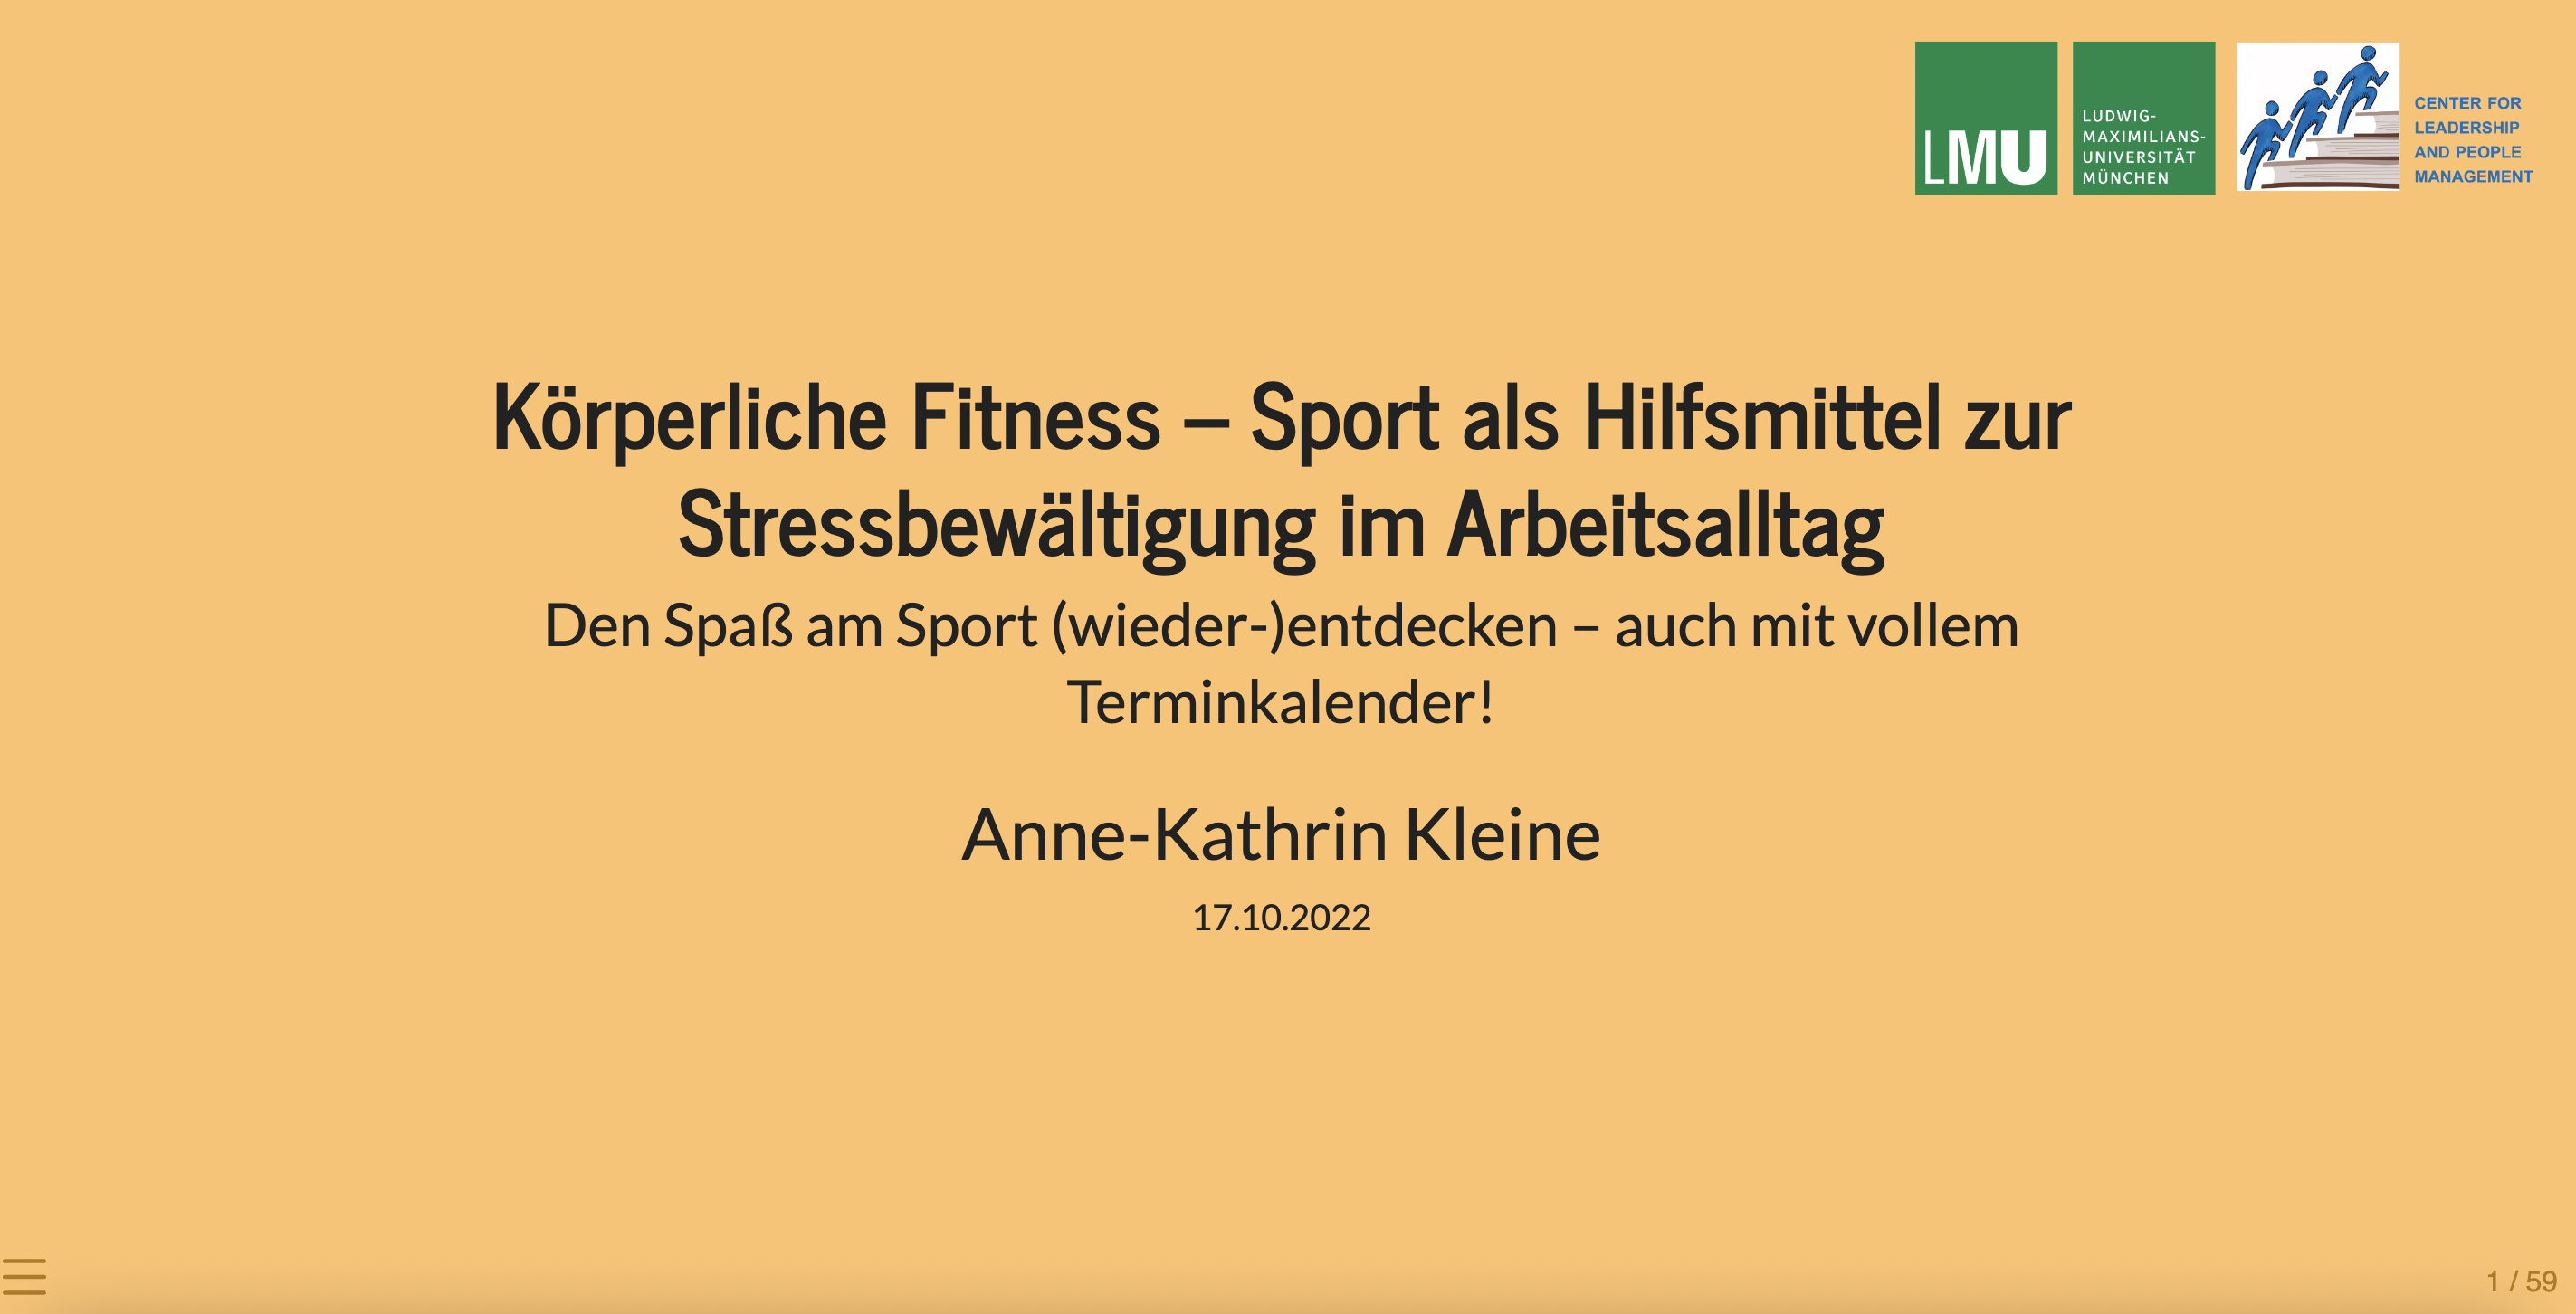 LMU
LUDWIG-
MAXIMILIANS-
UNIVERSITÄT
MÜNCHEN
CENTER FOR
LEADERSHIP
AND PEOPLE
MANAGEMENT
Körperliche Fitness – Sport als Hilfsmittel zur
Stressbewältigung im Arbeitsalltag
Den Spaß am Sport (wieder-)entdecken – auch mit vollem
Terminkalender!
Anne-Kathrin Kleine
17.10.2022
1 / 59